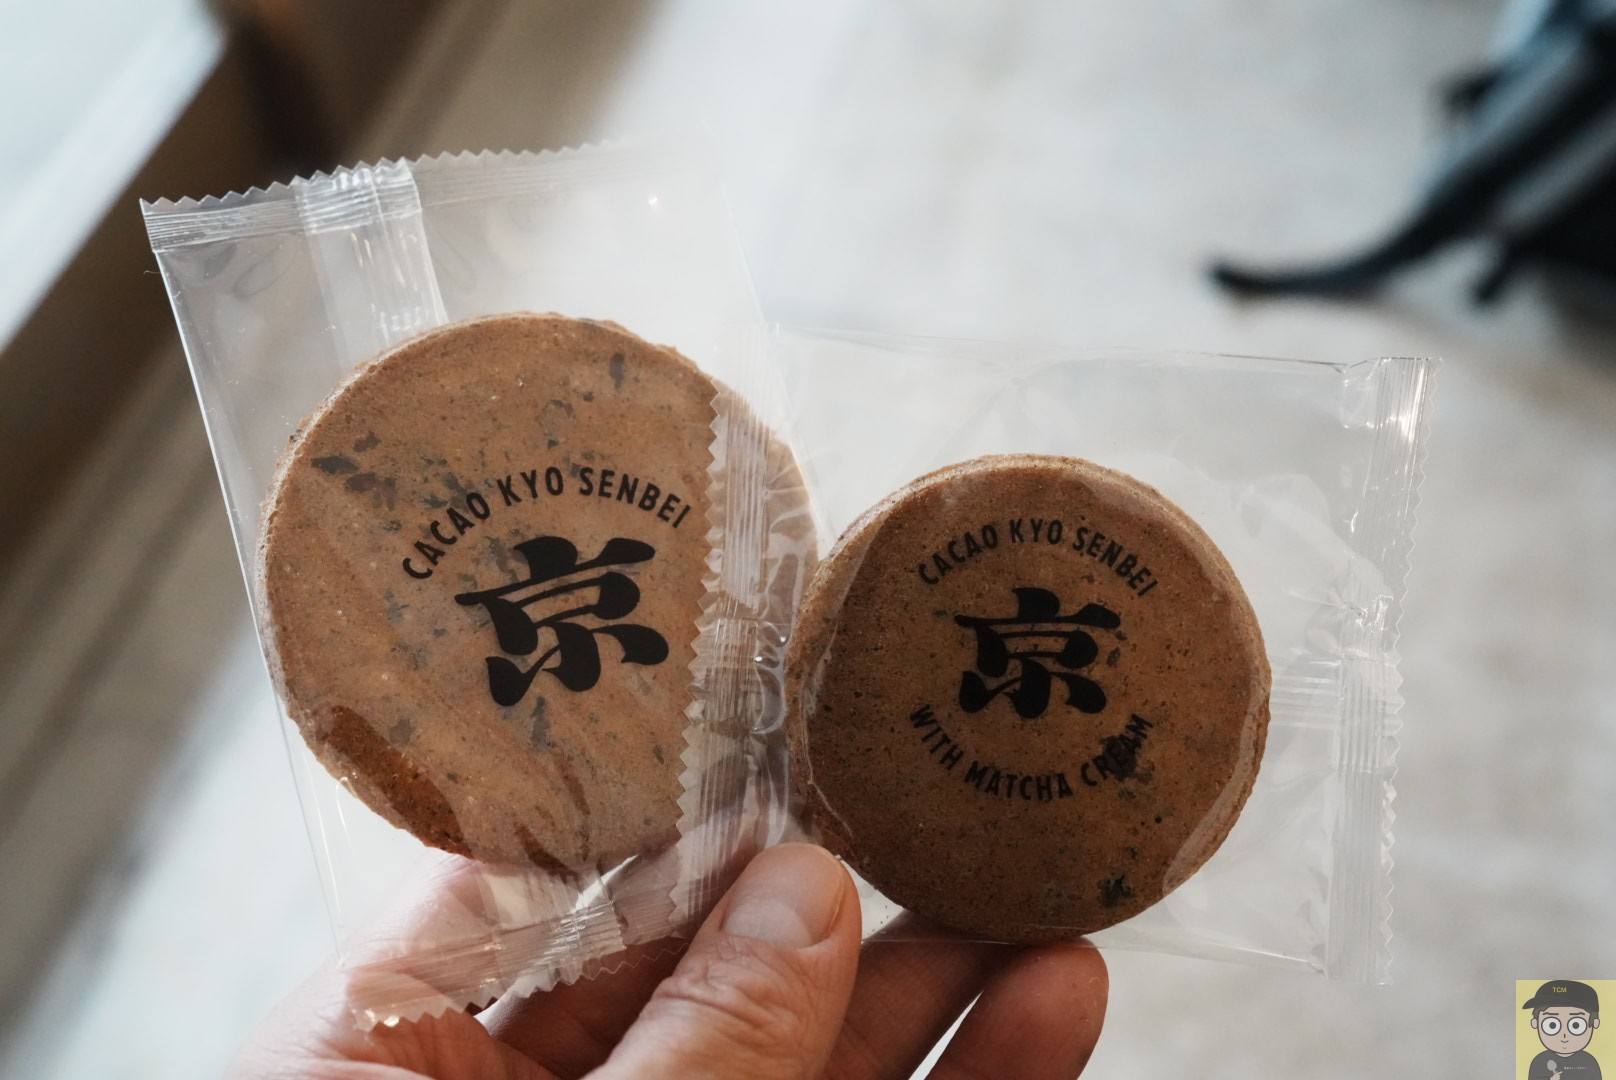 CACAO KYO SENBEI
京
CACAO KYO SENBEI
京
WITH MATCHA CREAM
TCM